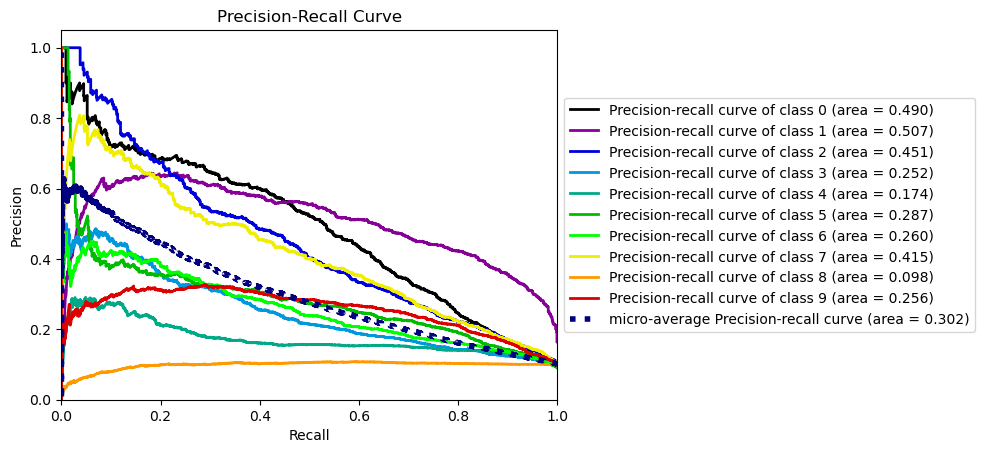 Precision-Recall Curve
1.0
0.8
0.6
0.4
0.2
0.0
Precision
0.0 0.2 0.4 0.6 0.8 1.0
Recall
Precision-recall curve of class 0 (area = 0.490)
Precision-recall curve of class 1 (area = 0.507)
Precision-recall curve of class 2 (area = 0.451)
Precision-recall curve of class 3 (area = 0.252)
Precision-recall curve of class 4 (area = 0.174)
Precision-recall curve of class 5 (area = 0.287)
Precision-recall curve of class 6 (area = 0.260)
Precision-recall curve of class 7 (area = 0.415)
Precision-recall curve of class 8 (area = 0.098)
Precision-recall curve of class 9 (area = 0.256)
micro-average Precision-recall curve (area = 0.302)